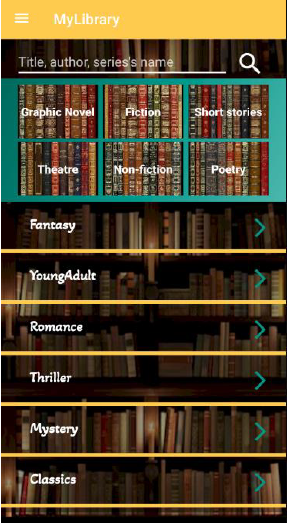 MyLibrary
Title, author, series's name
Graphic Novel Fiction Short stories
Theatre Non-fiction Poetry
Fantasy
YoungAdult
Romance
Thriller
Mystery
Classics